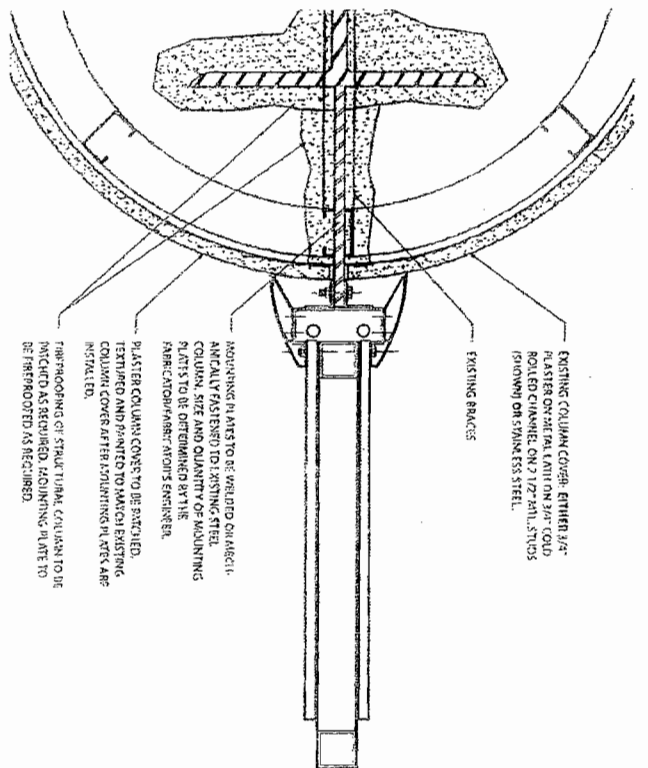 EXISTING COLUMN COVER: EITHER 3/4"
PLASTER ON METAL LATH ON 3/4" COLD
ROLLED CHANNEL ON 2 1/2" MTL. STUDS
(SHOWN) OR STAINLESS STEEL.
EXISTING BRACES
MOUNTING PLATES TO BE WELDED OR MECH-
ANICALLY FASTENED TO EXISTING STEEL
COLUMN. SIZE AND QUANTITY OF MOUNTING
PLATES TO BE DETERMINED BY THE
FABRICATOR/FABRICATOR'S ENGINEER.
PLASTER COLUMN COVER TO BE PATCHED,
TEXTURED AND PAINTED TO MATCH EXISTING
COLUMN COVER AFTER MOUNTING PLATES ARE
INSTALLED.
FIREPROOFING OF STRUCTURAL COLUMN TO BE
PATCHED AS REQUIRED. MOUNTING PLATE TO
BE FIREPROOFED AS REQUIRED.